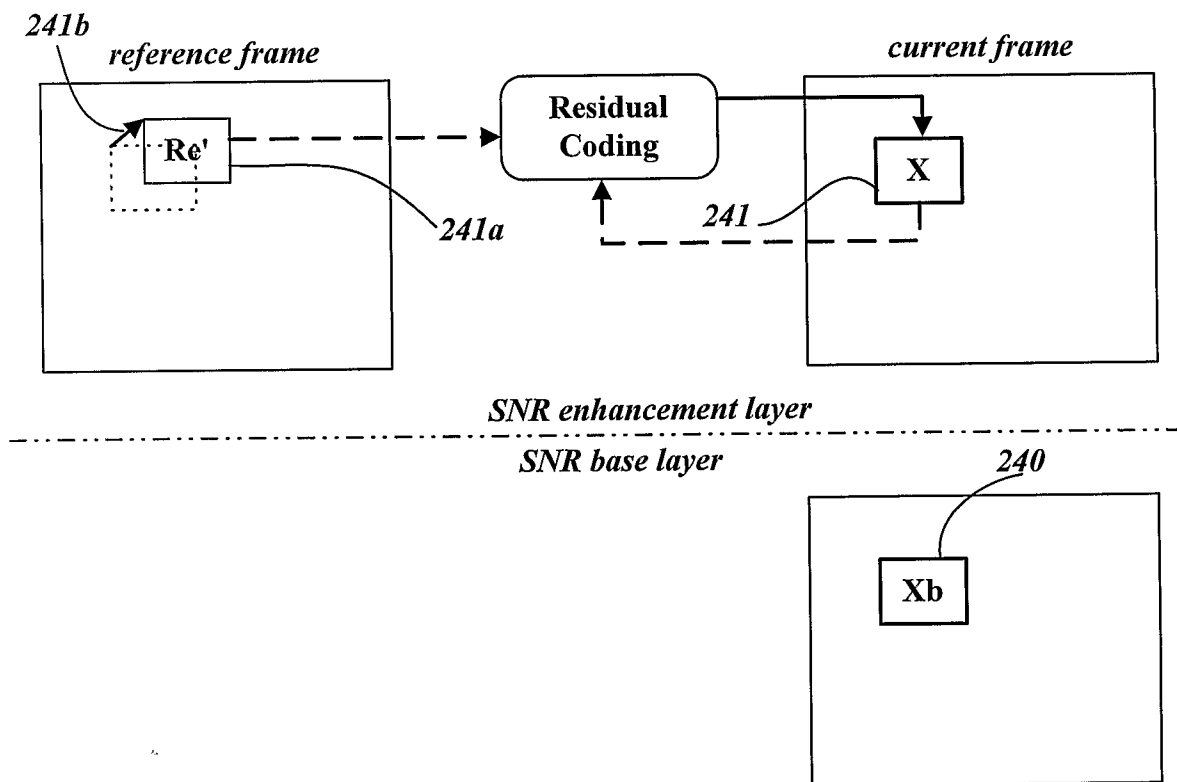 241b
reference frame
current frame
Residual
Coding
Re'
X
241a
241
SNR enhancement layer
SNR base layer
240
Xb